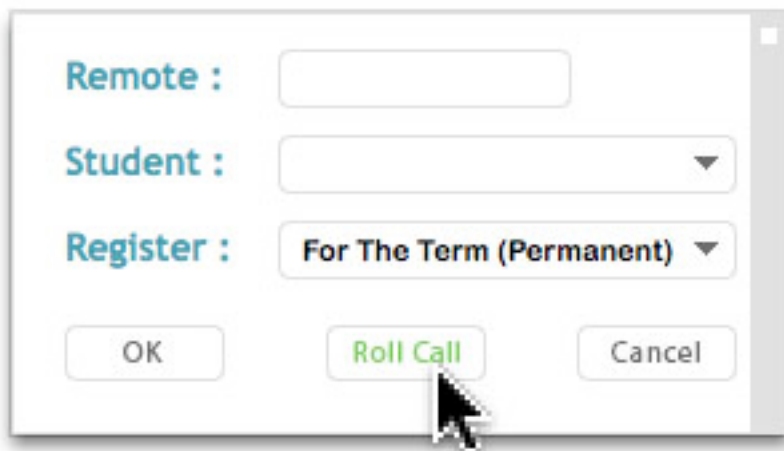 Remote :
Student :
Register : For The Term (Permanent)
OK Roll Call Cancel